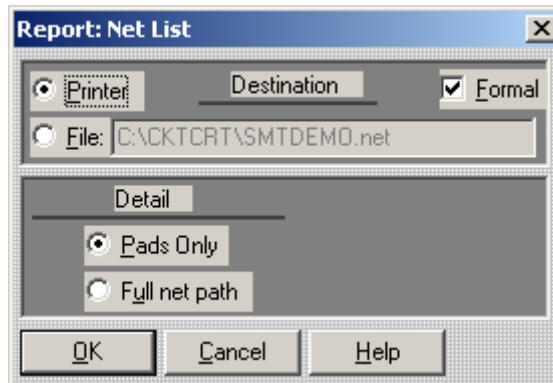 Report: Net List
Printer Destination Formal
File: C:\CKTCRT\SMTDEMO.net
Detail
Pads Only
Full net path
OK Cancel Help